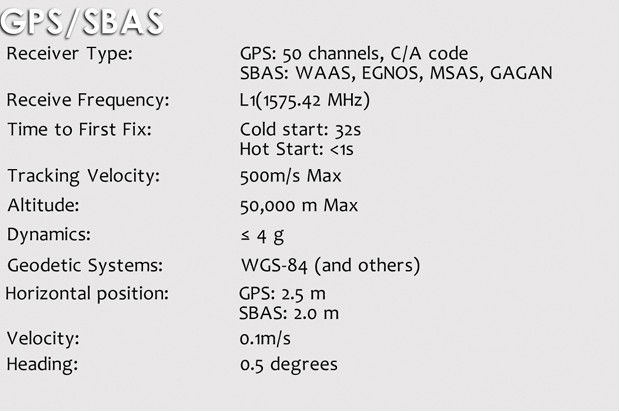 GPS/SBAS
Receiver Type: GPS: 50 channels, C/A code
SBAS: WAAS, EGNOS, MSAS, GAGAN
Receive Frequency: L1(1575.42 MHz)
Time to First Fix: Cold start: 32s
Hot Start: <1s
Tracking Velocity: 500m/s Max
Altitude: 50,000 m Max
Dynamics: ≤ 4 g
Geodetic Systems: WGS-84 (and others)
Horizontal position: GPS: 2.5 m
SBAS: 2.0 m
Velocity: 0.1m/s
Heading: 0.5 degrees